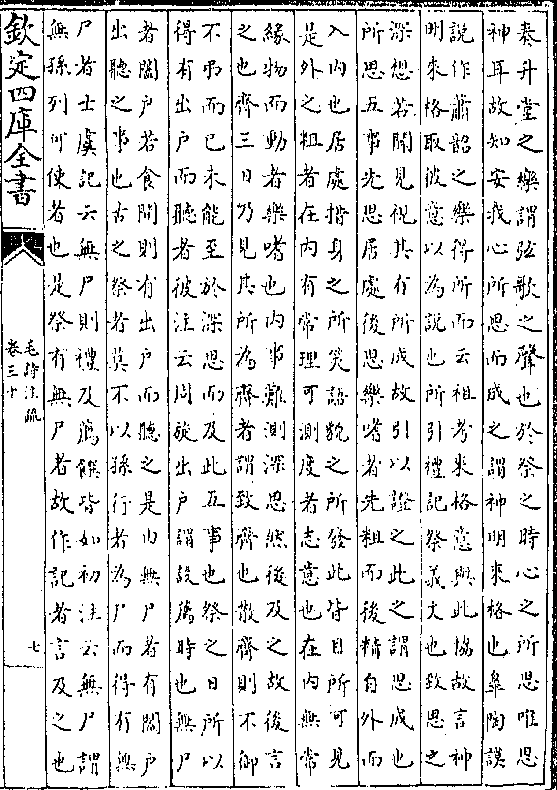 奏升堂之樂謂弦歌之聲也於祭之時心之所思唯思
神耳故知安我心所思而成之謂神明來格也臯陶謨
說作蕭韶之樂得所而云祖考來格意與此協故言神
明來格取彼意以為說也所引禮記祭義文也致思之
深想若聞見視其有所成故引以證之此之謂思成也
所思五事先思居處後思樂嗜者先粗而後精自外而
入內也居處措身之所笑語貌之所發此皆目所可見
是外之粗者在內有常理可測度者志意也在內無常
緣物而動者樂嗜也內事難測深思然後及之故後言
之也齊三日乃見其所為齊者謂致齊也散齊則不御
不弔而已未能至於深思而及此五事也祭之日所以
得有出戶而聽者彼注云周旋出戶謂設薦時也無尸
者闔戶若食間則有出戶而聽之是由無尸者有闔戶
出聽之事也古之祭者莫不以孫行者為尸而得有無
尸者士虞記云無尸則禮及薦饌皆如初注云無尸謂
無孫列可使者也是祭有無尸者故作記者言及之也
欽定四庫全書
毛詩注疏
卷三十
七